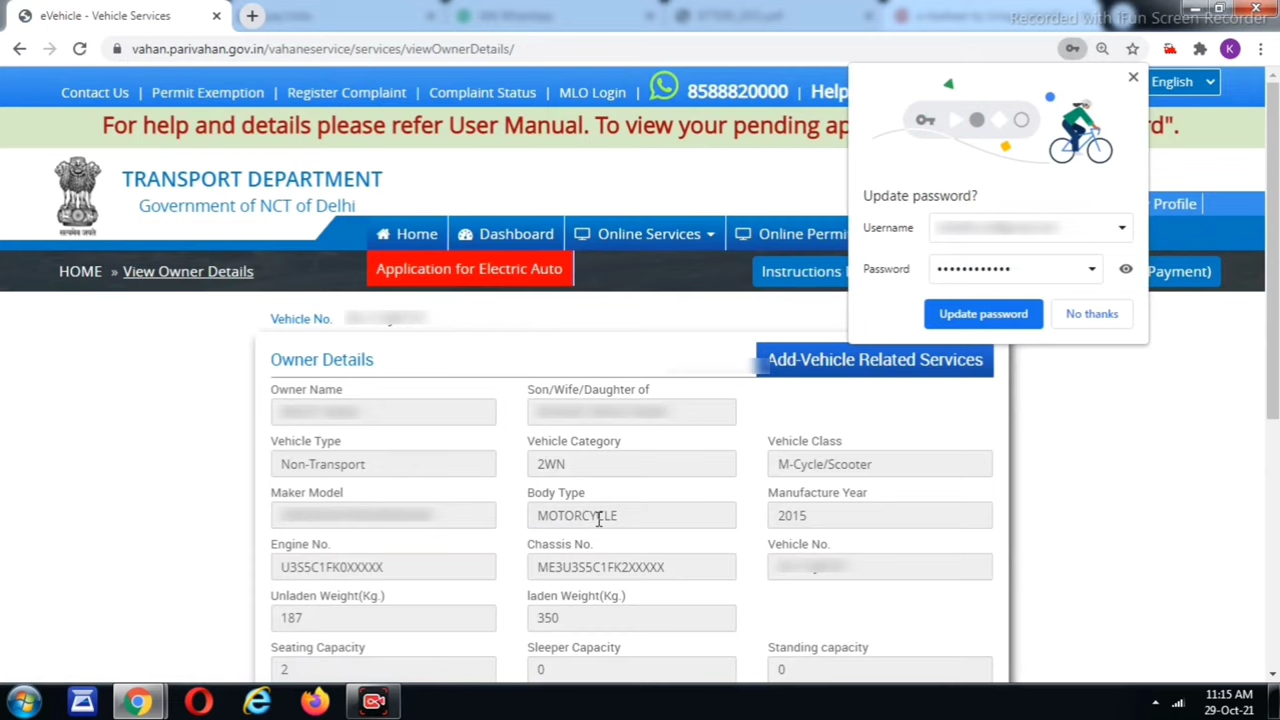 eVehicle - Vehicle Services
Recorded with iFun Screen Recorder
vahan.parivahan.gov.in/vahaneservice/services/viewOwnerDetails/
K
Contact Us | Permit Exemption | Register Complaint | Complaint Status | MLO Login | 8588820000 | Help
English
For help and details please refer User Manual. To view your pending ap
d".
TRANSPORT DEPARTMENT
Government of NCT of Delhi
Profile
Home
Dashboard
Online Services
Online Permi
Application for Electric Auto
HOME » View Owner Details
Instructions
Payment)
Update password?
Username
Password ••••••••••••
Update password
No thanks
Vehicle No.
Owner Details
Add-Vehicle Related Services
Owner Name
Son/Wife/Daughter of
Vehicle Type
Vehicle Category
Vehicle Class
Non-Transport
2WN
M-Cycle/Scooter
Maker Model
Body Type
Manufacture Year
MOTORCYCLE
2015
Engine No.
Chassis No.
Vehicle No.
U3S5C1FK0XXXXX
ME3U3S5C1FK2XXXXX
Unladen Weight(Kg.)
laden Weight(Kg.)
187
350
Seating Capacity
Sleeper Capacity
Standing capacity
2
0
0
11:15 AM
29-Oct-21